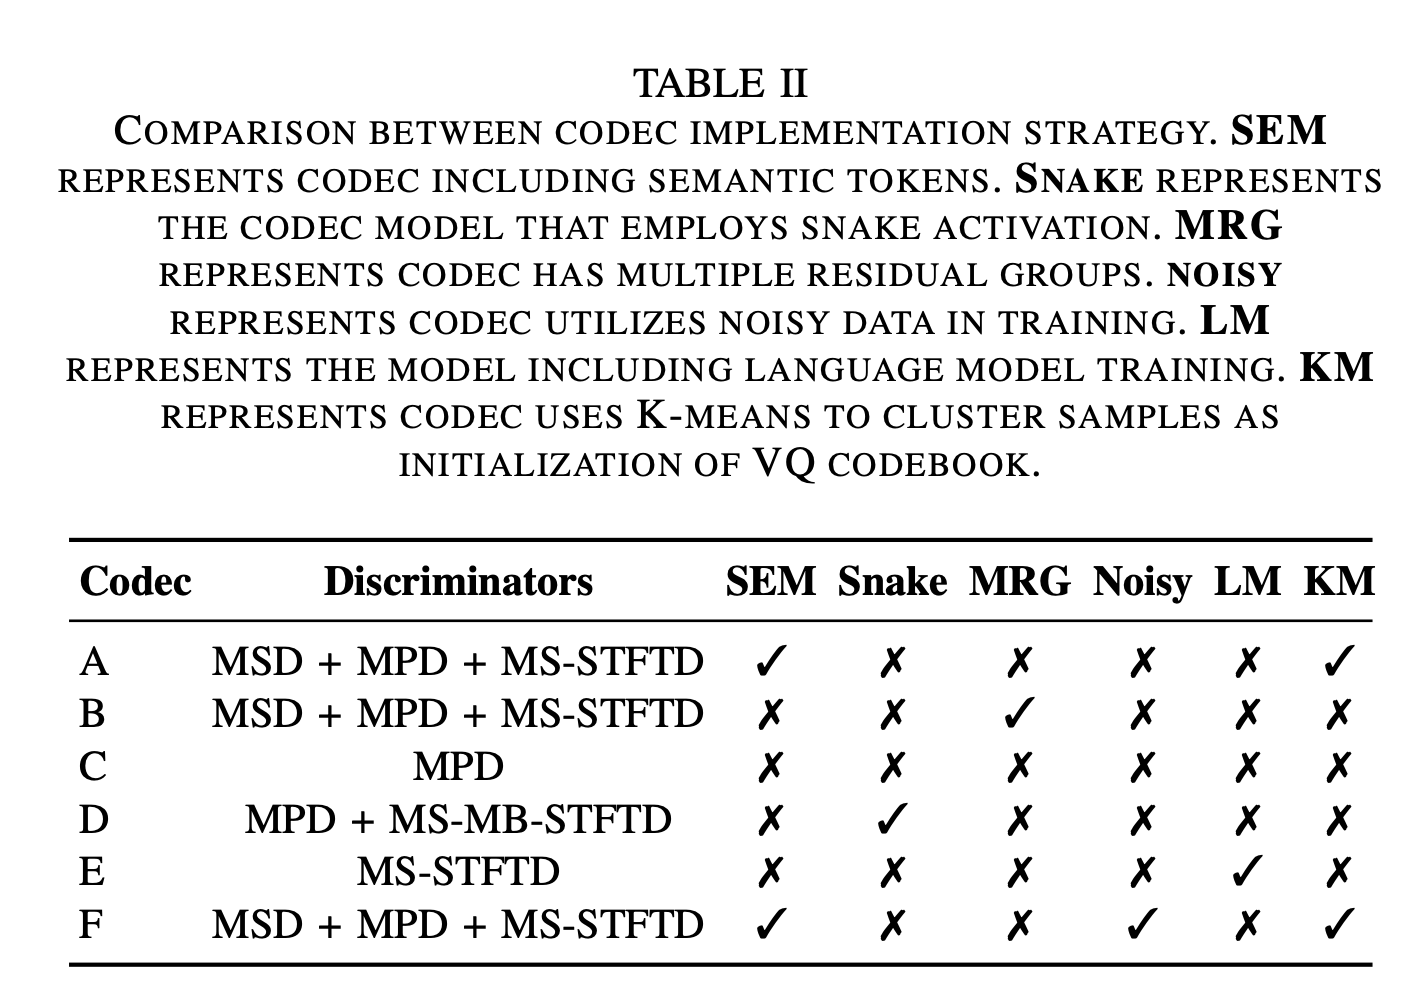 TABLE II
COMPARISON BETWEEN CODEC IMPLEMENTATION STRATEGY. SEM
REPRESENTS CODEC INCLUDING SEMANTIC TOKENS. SNAKE REPRESENTS
THE CODEC MODEL THAT EMPLOYS SNAKE ACTIVATION. MRG
REPRESENTS CODEC HAS MULTIPLE RESIDUAL GROUPS. NOISY
REPRESENTS CODEC UTILIZES NOISY DATA IN TRAINING. LM
REPRESENTS THE MODEL INCLUDING LANGUAGE MODEL TRAINING. KM
REPRESENTS CODEC USES K-MEANS TO CLUSTER SAMPLES AS
INITIALIZATION OF VQ CODEBOOK.
Codec Discriminators SEM Snake MRG Noisy LM KM
A MSD + MPD + MS-STFTD ✓ ✗ ✗ ✗ ✗ ✓
B MSD + MPD + MS-STFTD ✗ ✗ ✓ ✗ ✗ ✗
C MPD ✗ ✗ ✗ ✗ ✗ ✗
D MPD + MS-MB-STFTD ✗ ✓ ✗ ✗ ✗ ✗
E MS-STFTD ✗ ✗ ✗ ✗ ✓ ✗
F MSD + MPD + MS-STFTD ✓ ✗ ✗ ✓ ✗ ✓